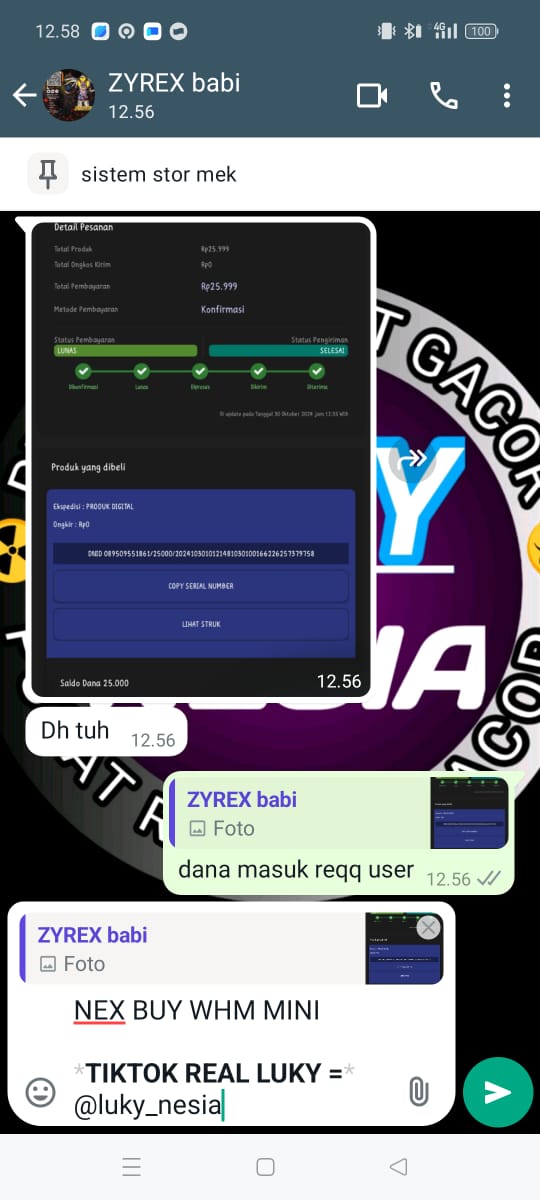 12.58
4G
100
ZYREX babi
12.56
sistem stor mek
Detail Pesanan
Total Produk Rp25.999
Total Ongkos Kirim Rp0
Total Pembayaran Rp25.999
Metode Pembayaran Konfirmasi
Status Pembayaran Status Pengiriman
LUNAS SELESAI
Dikonfirmasi Lunas Diproses Dikirim Diterima
Di update pada Tanggal 30 Oktober 2024 jam 12:55 WIB
Produk yang dibeli
Ekspedisi : PRODUK DIGITAL
Ongkir : Rp0
COPY SERIAL NUMBER
LIHAT STRUK
Saldo Dana 25.000
12.56
GACOR
Y
Dh tuh 12.56
ZYREX babi
Foto
dana masuk reqq user 12.56
ZYREX babi
Foto
NEX BUY WHM MINI
*TIKTOK REAL LUKY =*
@luky_nesia